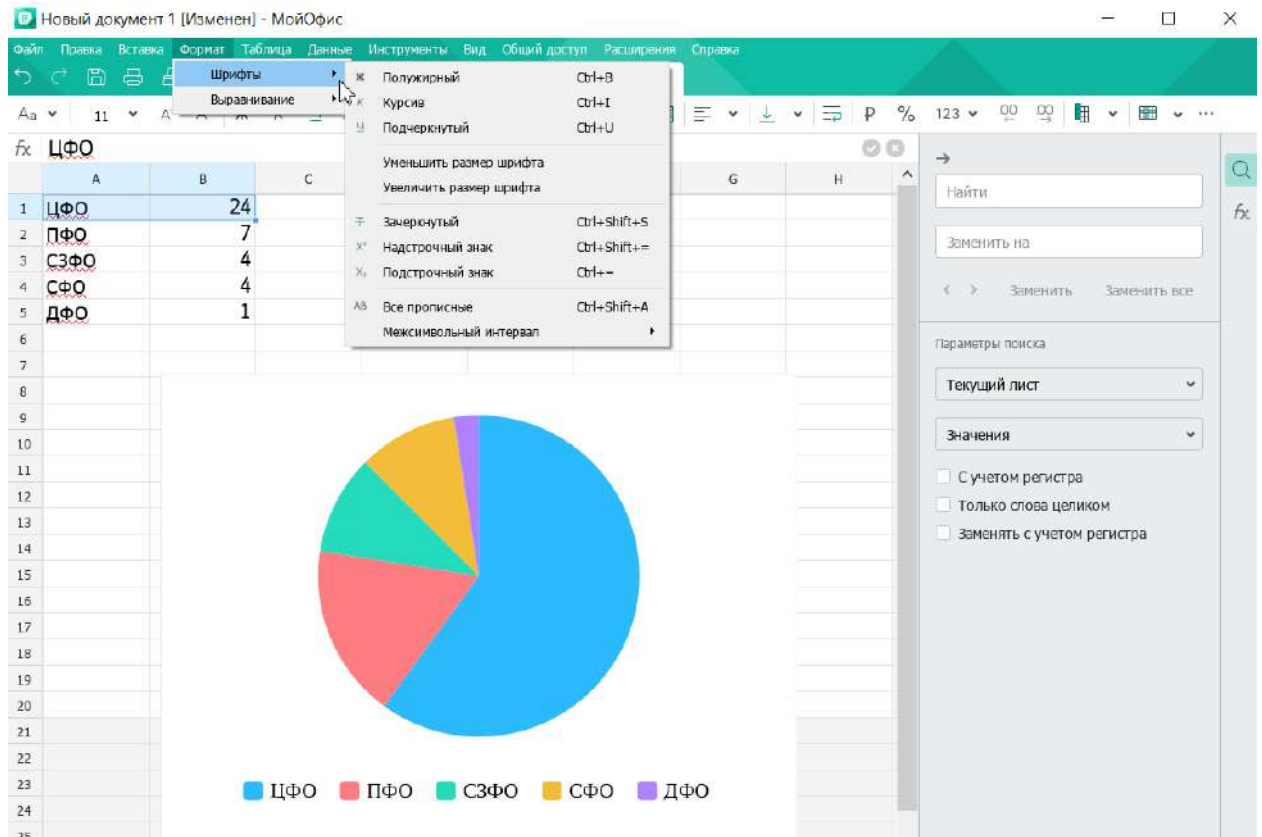 Новый документ 1 [Изменен] - МойОфис
Файл Правка Вставка Формат Таблица Данные Инструменты Вид Общий доступ Расширения Справка
Шрифты
Выравнивание
Ж Полужирный Ctrl+B
К Курсив Ctrl+I
Ч Подчеркнутый Ctrl+U
Уменьшить размер шрифта
Увеличить размер шрифта
Т Зачеркнутый Ctrl+Shift+S
Надстрочный знак Ctrl+Shift+=
Подстрочный знак Ctrl+-
АВ Все прописные Ctrl+Shift+A
Межсимвольный интервал
Aa 11 ₽ % 123 00 00 ...
fx ЦФО
A B C G H
1 ЦФО 24
2 ПФО 7
3 СЗФО 4
4 СФО 4
5 ДФО 1
6
7
8
9
10
11
12
13
14
15
16
17
18
19
20
21
22
23
24
ЦФО ПФО СЗФО СФО ДФО
Найти
Заменить на
Заменить Заменить все
Параметры поиска
Текущий лист
Значения
С учетом регистра
Только слова целиком
Заменять с учетом регистра
fx